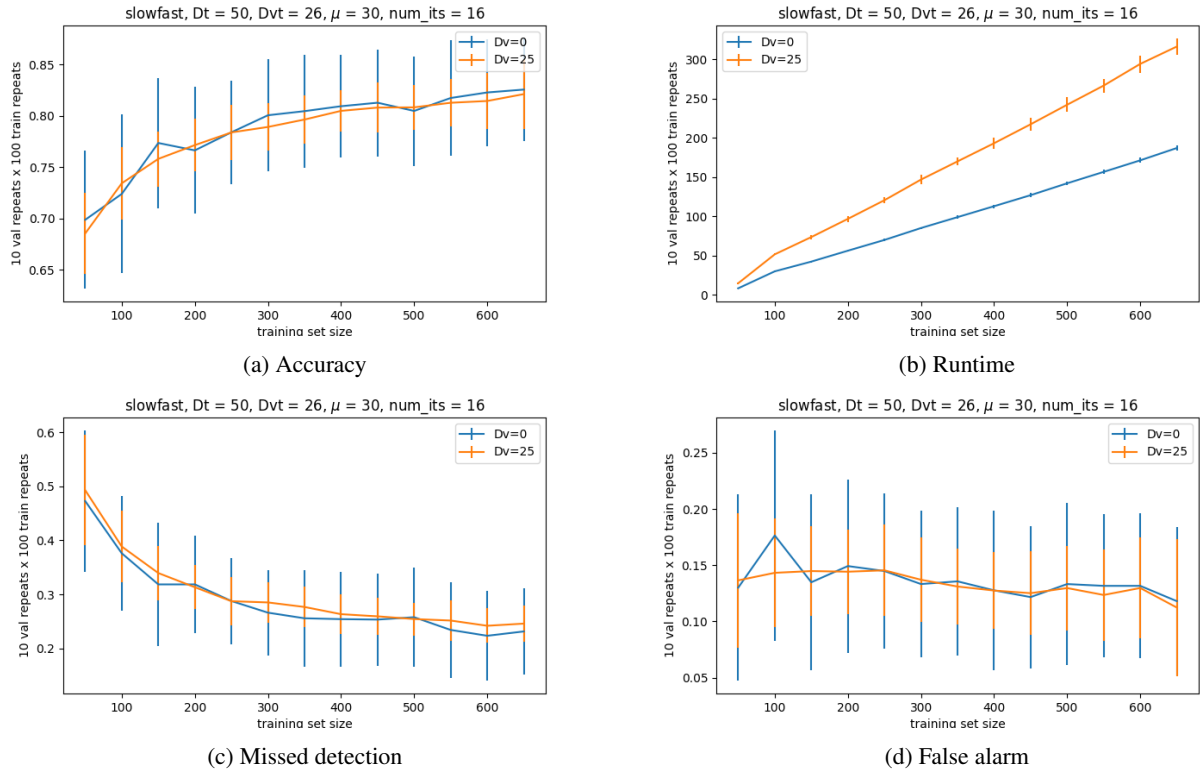 slowfast, Dt = 50, Dvt = 26, μ = 30, num_its = 16
10 val repeats x 100 train repeats
0.85
0.80
0.75
0.70
0.65
Dv=0
Dv=25
100 200 300 400 500 600
training set size
(a) Accuracy
slowfast, Dt = 50, Dvt = 26, μ = 30, num_its = 16
10 val repeats x 100 train repeats
300
250
200
150
100
50
0
Dv=0
Dv=25
100 200 300 400 500 600
training set size
(b) Runtime
slowfast, Dt = 50, Dvt = 26, μ = 30, num_its = 16
10 val repeats x 100 train repeats
0.6
0.5
0.4
0.3
0.2
Dv=0
Dv=25
100 200 300 400 500 600
training set size
(c) Missed detection
slowfast, Dt = 50, Dvt = 26, μ = 30, num_its = 16
10 val repeats x 100 train repeats
0.25
0.20
0.15
0.10
0.05
Dv=0
Dv=25
100 200 300 400 500 600
training set size
(d) False alarm